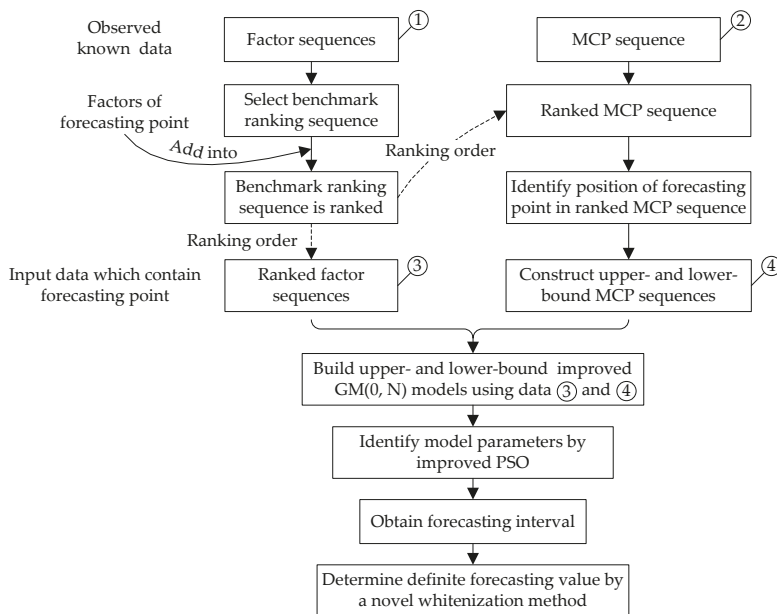 Observed
known data
Factor sequences
①
MCP sequence
②
Factors of
forecasting point
Select benchmark
ranking sequence
Ranked MCP sequence
Add into
Ranking order
Benchmark ranking
sequence is ranked
Identify position of forecasting
point in ranked MCP sequence
Ranking order
Input data which contain
forecasting point
Ranked factor
sequences
③
Construct upper- and lower-
bound MCP sequences
④
Build upper- and lower-bound improved
GM(0, N) models using data ③ and ④
Identify model parameters by
improved PSO
Obtain forecasting interval
Determine definite forecasting value by
a novel whitenization method